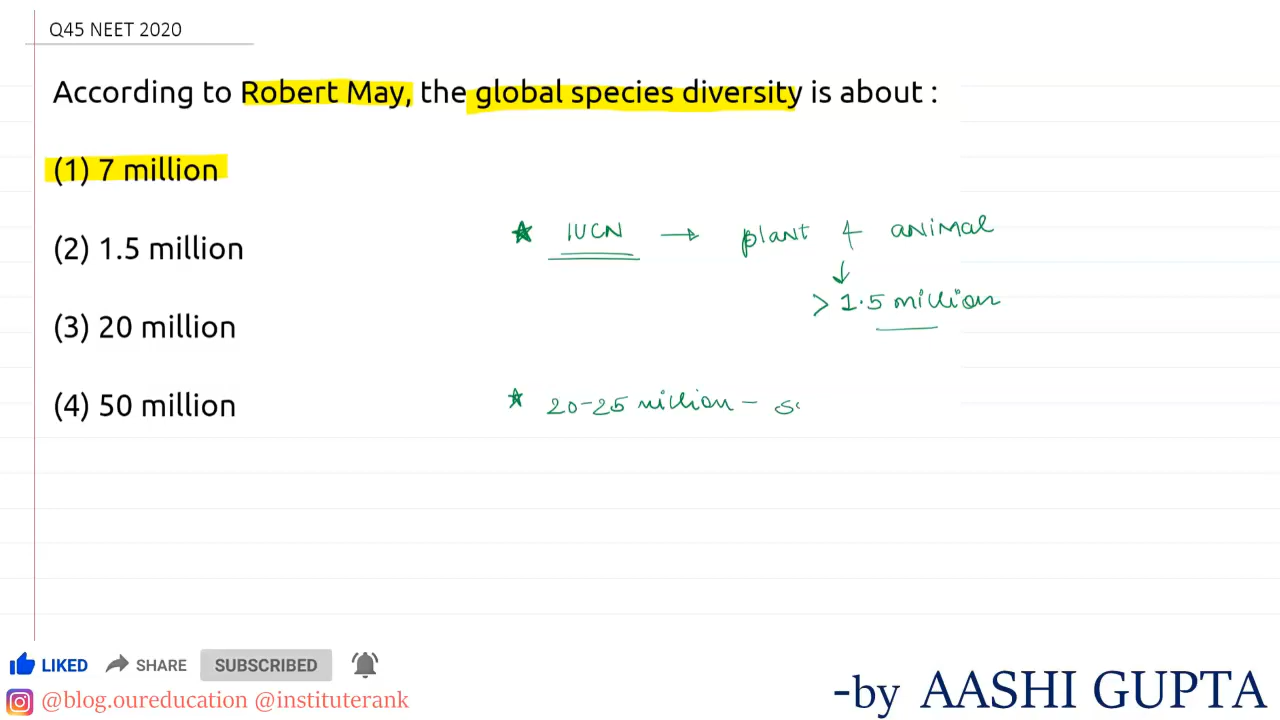 Q45 NEET 2020
According to Robert May, the global species diversity is about :
(1) 7 million
(2) 1.5 million
(3) 20 million
(4) 50 million
IUCN → plant + animal
↓
> 1.5 million
20-25 million -
LIKED SHARE SUBSCRIBED
@blog.oureducation @instituterank
-by AASHI GUPTA